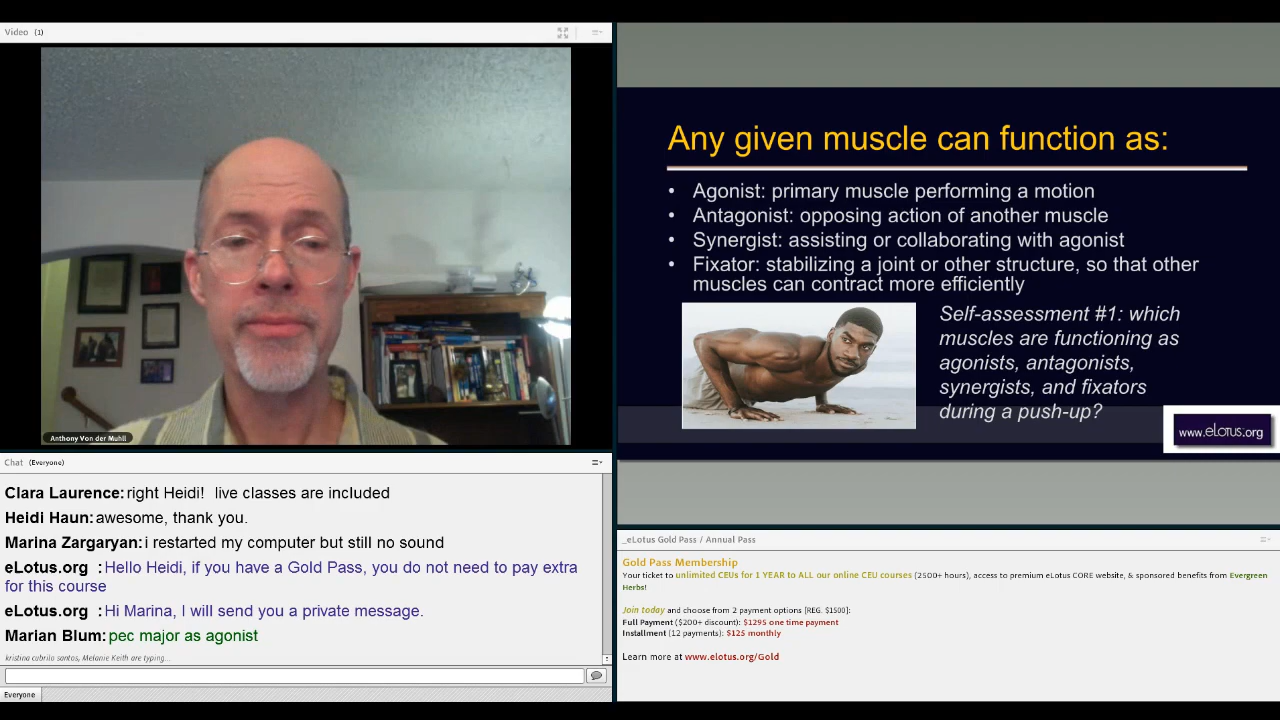 Video (1)
Anthony Von der Muhll
Chat (Everyone)
Clara Laurence: right Heidi! live classes are included
Heidi Haun: awesome, thank you.
Marina Zargaryan: i restarted my computer but still no sound
eLotus.org : Hello Heidi, if you have a Gold Pass, you do not need to pay extra
for this course
eLotus.org : Hi Marina, I will send you a private message.
Marian Blum: pec major as agonist
kristina cubrilo santos, Melanie Keith are typing...
Everyone
Any given muscle can function as:
• Agonist: primary muscle performing a motion
• Antagonist: opposing action of another muscle
• Synergist: assisting or collaborating with agonist
• Fixator: stabilizing a joint or other structure, so that other
muscles can contract more efficiently
Self-assessment #1: which
muscles are functioning as
agonists, antagonists,
synergists, and fixators
during a push-up?
www.eLotus.org
_eLotus Gold Pass / Annual Pass
Gold Pass Membership
Your ticket to unlimited CEUs for 1 YEAR to ALL our online CEU courses (2500+ hours), access to premium eLotus CORE website, & sponsored benefits from Evergreen
Herbs!
Join today and choose from 2 payment options [REG. $1500]:
Full Payment ($200+ discount): $1295 one time payment
Installment (12 payments): $125 monthly
Learn more at www.elotus.org/Gold